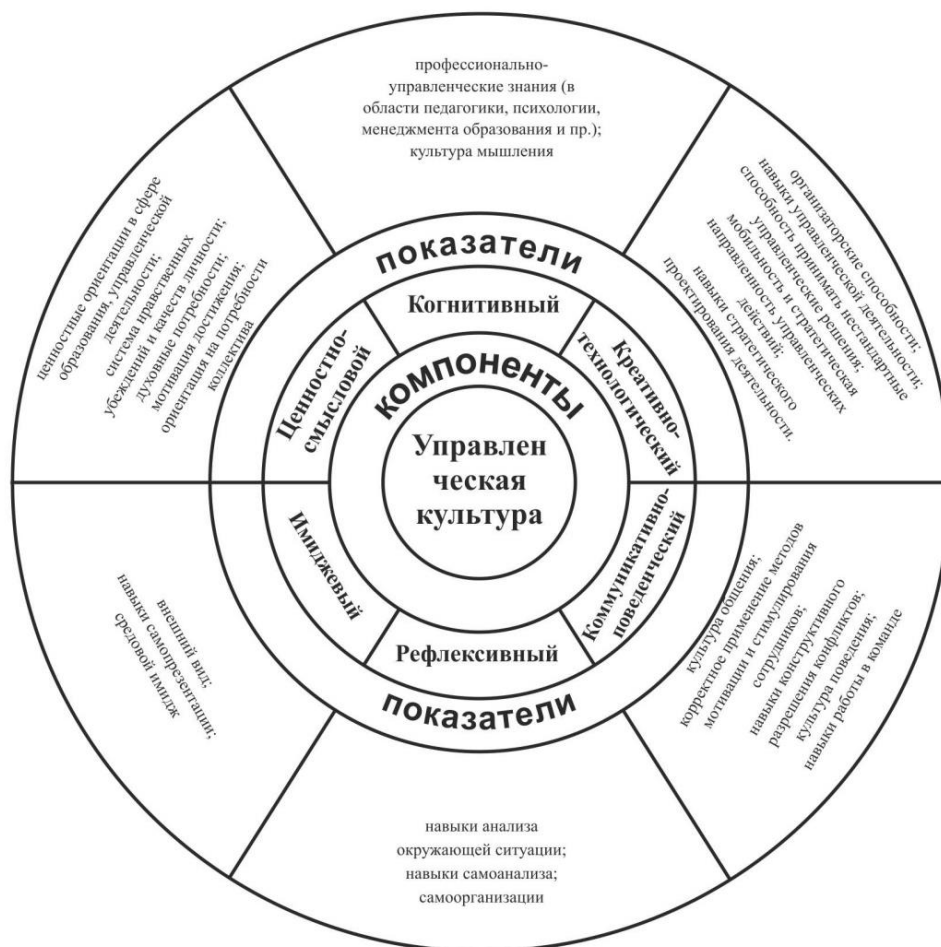 профессионально-
управленческие знания (в
области педагогики, психологии,
менеджмента образования и пр.);
культура мышления
ценностные ориентации в сфере
образования, управленческой
деятельности;
система нравственных
убеждений и качеств личности;
духовные потребности;
мотивация достижения;
ориентация на потребности
коллектива
организаторские способности;
навыки управленческой деятельности;
способность принимать нестандартные
управленческие решения;
мобильность и стратегическая
направленность управленческих
действий;
навыки стратегического
проектирования деятельности.
показатели
Когнитивный
Ценностно-
смысловой
Креативно-
технологический
компоненты
Управлен
ческая
культура
Имиджевый
Коммуникативно-
поведенческий
Рефлексивный
показатели
внешний вид;
навыки самопрезентации;
средовой имидж
культура общения;
корректное применение методов
мотивации и стимулирования
сотрудников;
навыки конструктивного
разрешения конфликтов;
культура поведения;
навыки работы в команде
навыки анализа
окружающей ситуации;
навыки самоанализа;
самоорганизации